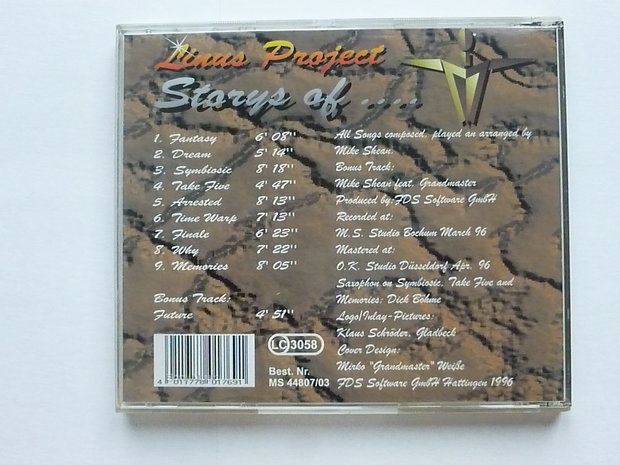 Linus Project
Storys of ....
1. Fantasy 6' 08''
2. Dream 5' 14''
3. Symbiosic 8' 18''
4. Take Five 4' 47''
5. Arrested 8' 13''
6. Time Warp 7' 13''
7. Finale 6' 23''
8. Why 7' 22''
9. Memories 8' 05''
Bonus Track:
Future 4' 51''
All Songs composed, played an arranged by
Mike Shean
Bonus Track:
Mike Shean feat. Grandmaster
Produced by:FDS Software GmbH
Recorded at:
M.S. Studio Bochum March 96
Mastered at:
O.K. Studio Düsseldorf Apr. 96
Saxophon on Symbiosic, Take Five and
Memories: Dick Böhme
Logo/Inlay-Pictures:
Klaus Schröder, Gladbeck
Cover Design:
Mirko "Grandmaster" Weiße
FDS Software GmbH Hattingen 1996
LC 3058
Best. Nr.
MS 44807/03
4 013778 017691